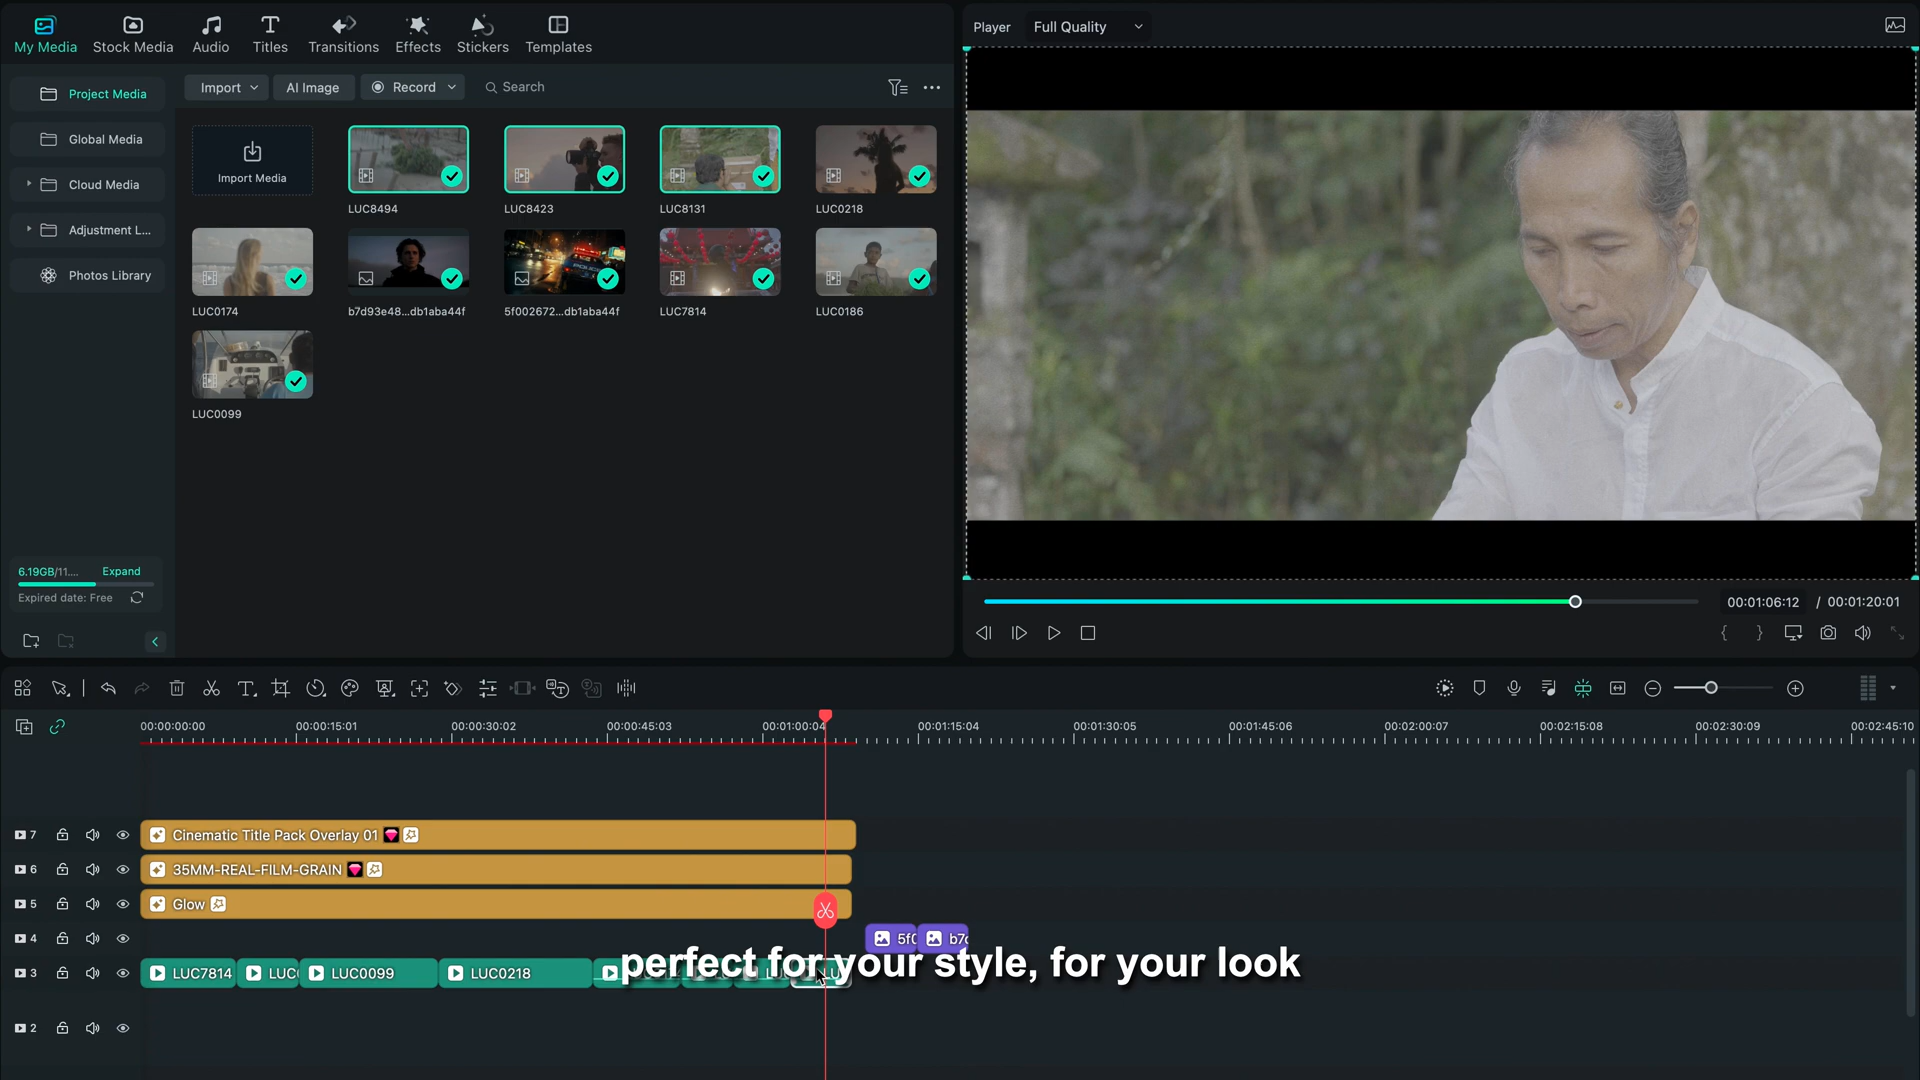 My Media
Stock Media
Audio
Titles
Transitions
Effects
Stickers
Templates
Player
Full Quality
Project Media
Global Media
Cloud Media
Adjustment L...
Photos Library
Import
AI Image
Record
Search
Import Media
LUC8494
LUC8423
LUC8131
LUC0218
LUC0174
b7d93e48...db1aba44f
5f002672...db1aba44f
LUC7814
LUC0186
LUC0099
6.19GB/11....
Expand
Expired date: Free
00:01:06:12 / 00:01:20:01
00:00:00:00
00:00:15:01
00:00:30:02
00:00:45:03
00:01:00:04
00:01:15:04
00:01:30:05
00:01:45:06
00:02:00:07
00:02:15:08
00:02:30:09
00:02:45:10
7
Cinematic Title Pack Overlay 01
6
35MM-REAL-FILM-GRAIN
5
Glow
4
3
LUC7814
LUC0099
LUC0218
perfect for your style, for your look
2